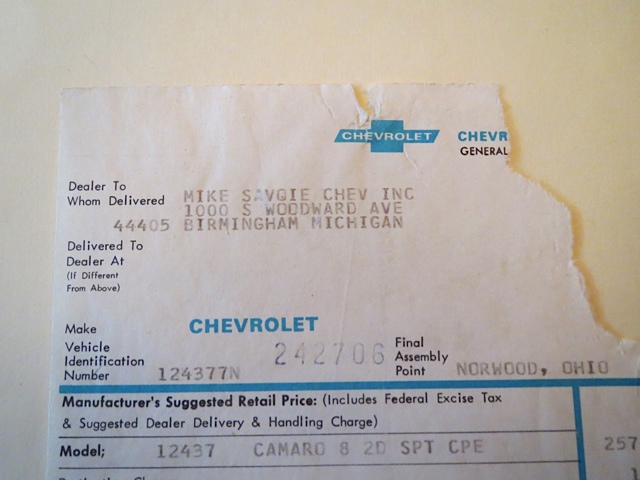 CHEVROLET CHEVR
GENERAL
Dealer To
Whom Delivered MIKE SAVOIE CHEV INC
1000 S WOODWARD AVE
44405 BIRMINGHAM MICHIGAN
Delivered To
Dealer At
(If Different
From Above)
Make CHEVROLET
Vehicle
Identification
Number 124377N 242706
Final
Assembly
Point NORWOOD, OHIO
Manufacturer's Suggested Retail Price: (Includes Federal Excise Tax
& Suggested Dealer Delivery & Handling Charge)
Model; 12437 CAMARO 8 2D SPT CPE 257